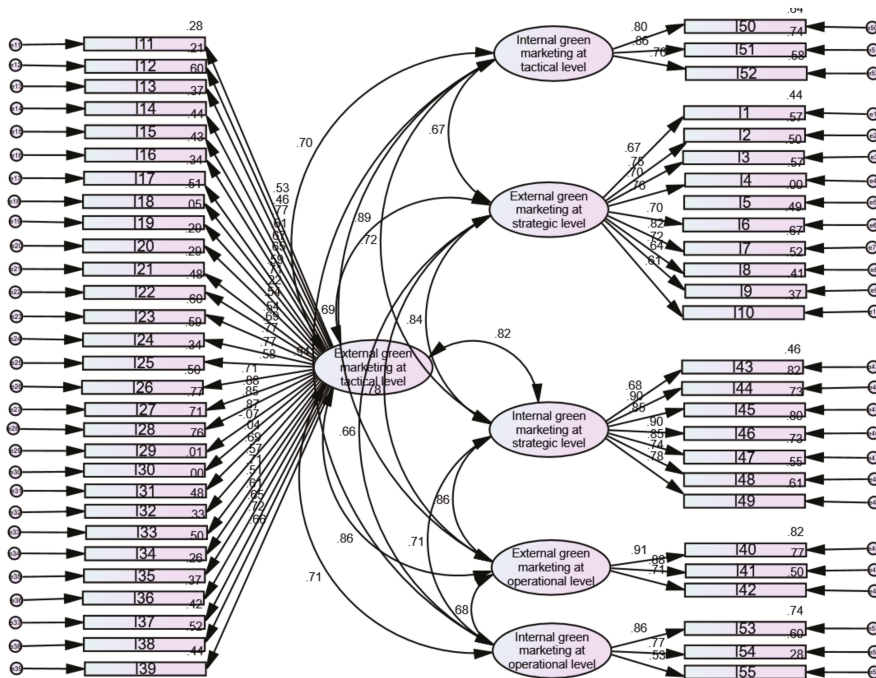 .28
I11
.21
I12
.60
I13
.37
I14
.44
I15
.43
I16
.34
I17
.51
I18
.05
I19
.29
I20
.29
I21
.48
I22
.60
I23
.59
I24
.34
I25
.50
I26
.77
I27
.71
I28
.76
I29
.01
I30
.00
I31
.48
I32
.33
I33
.50
I34
.26
I35
.37
I36
.42
I37
.52
I38
.44
I39
.53
.46
.77
.61
.71
.54
.64
.69
.77
.77
.58
.71
.88
.85
.87
-.07
.04
.69
.57
.71
.51
.61
.65
.72
.66
External green
marketing at
tactical level
.70
.67
.89
.72
.69
.84
.82
.78
.66
.86
.86
.71
.71
.68
Internal green
marketing at
tactical level
.80
.86
.76
I50
.74
I51
.58
I52
External green
marketing at
strategic level
.67
.75
.70
.76
.70
.82
.72
.64
.61
.44
I1
.57
I2
.50
I3
.57
I4
.00
I5
.49
I6
.67
I7
.52
I8
.41
I9
.37
I10
Internal green
marketing at
strategic level
.68
.90
.85
.90
.85
.74
.78
.46
I43
.82
I44
.73
I45
.80
I46
.73
I47
.55
I48
.61
I49
External green
marketing at
operational level
.91
.88
.71
.82
I40
.77
I41
.50
I42
Internal green
marketing at
operational level
.86
.77
.53
.74
I53
.60
I54
.28
I55